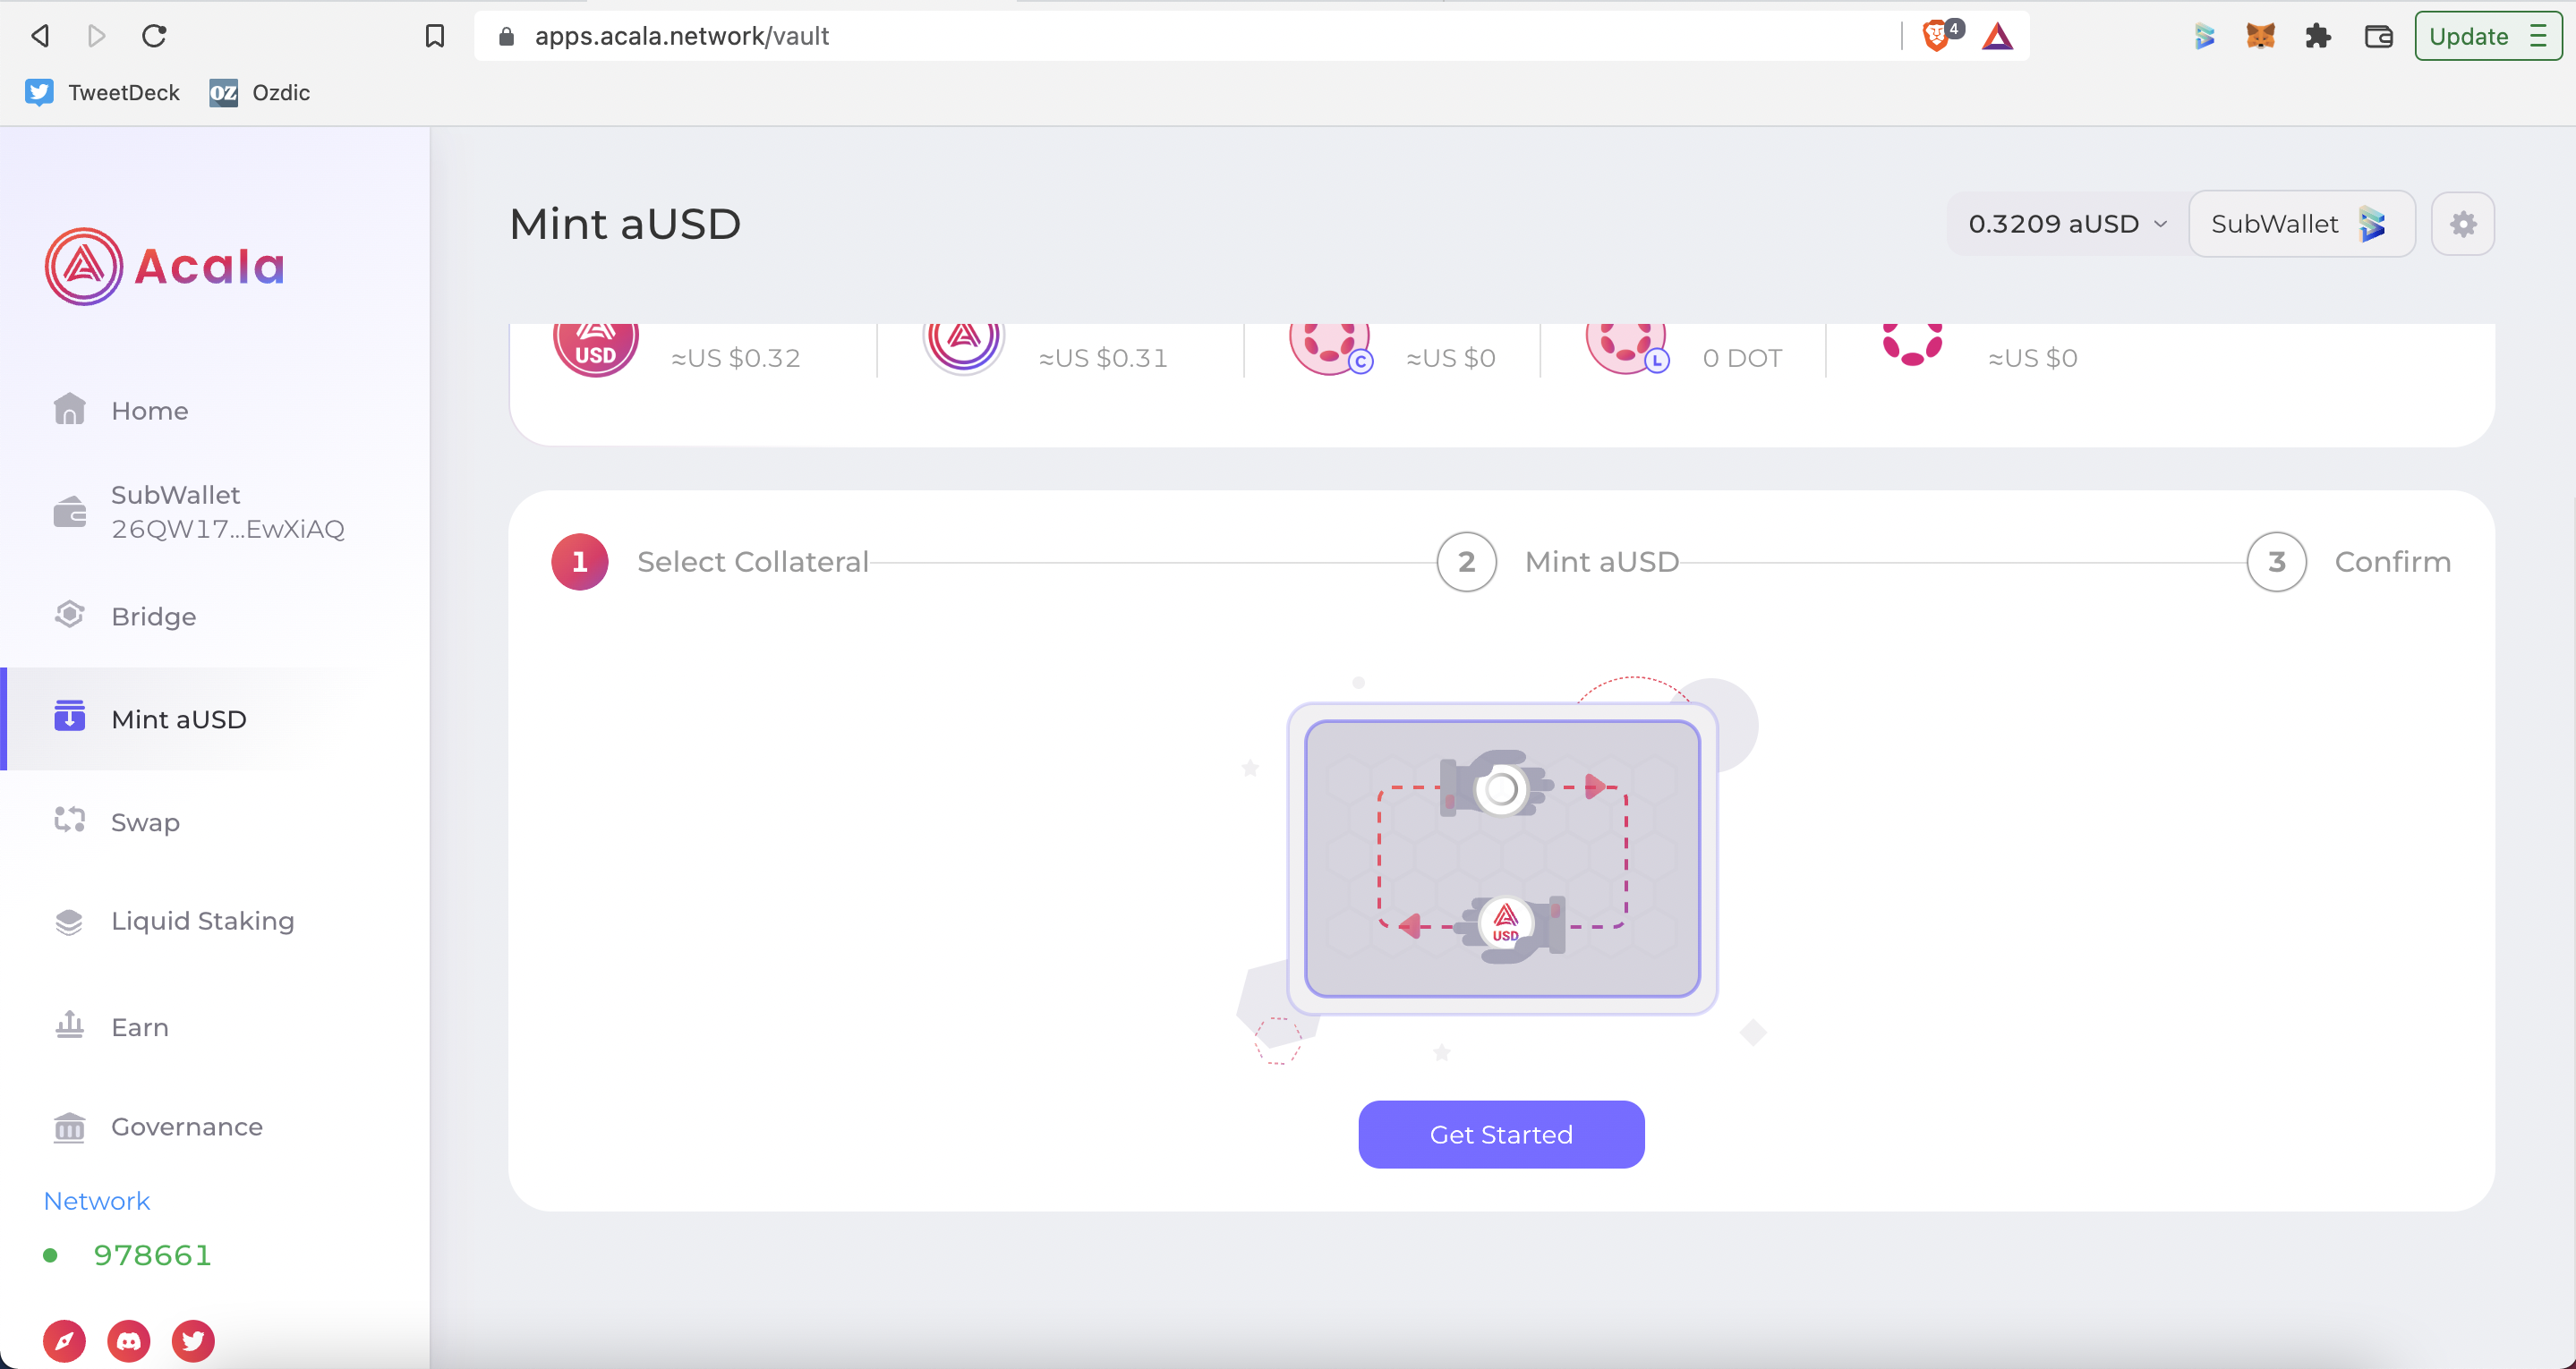 apps.acala.network/vault
4
Update
TweetDeck
OZ
Ozdic
Acala
Mint aUSD
0.3209 aUSD
SubWallet
USD
≈US $0.32
≈US $0.31
C
≈US $0
L
0 DOT
≈US $0
Home
SubWallet
26QW17...EwXiAQ
Bridge
Mint aUSD
Swap
Liquid Staking
Earn
Governance
Network
978661
1
Select Collateral
2
Mint aUSD
3
Confirm
USD
Get Started